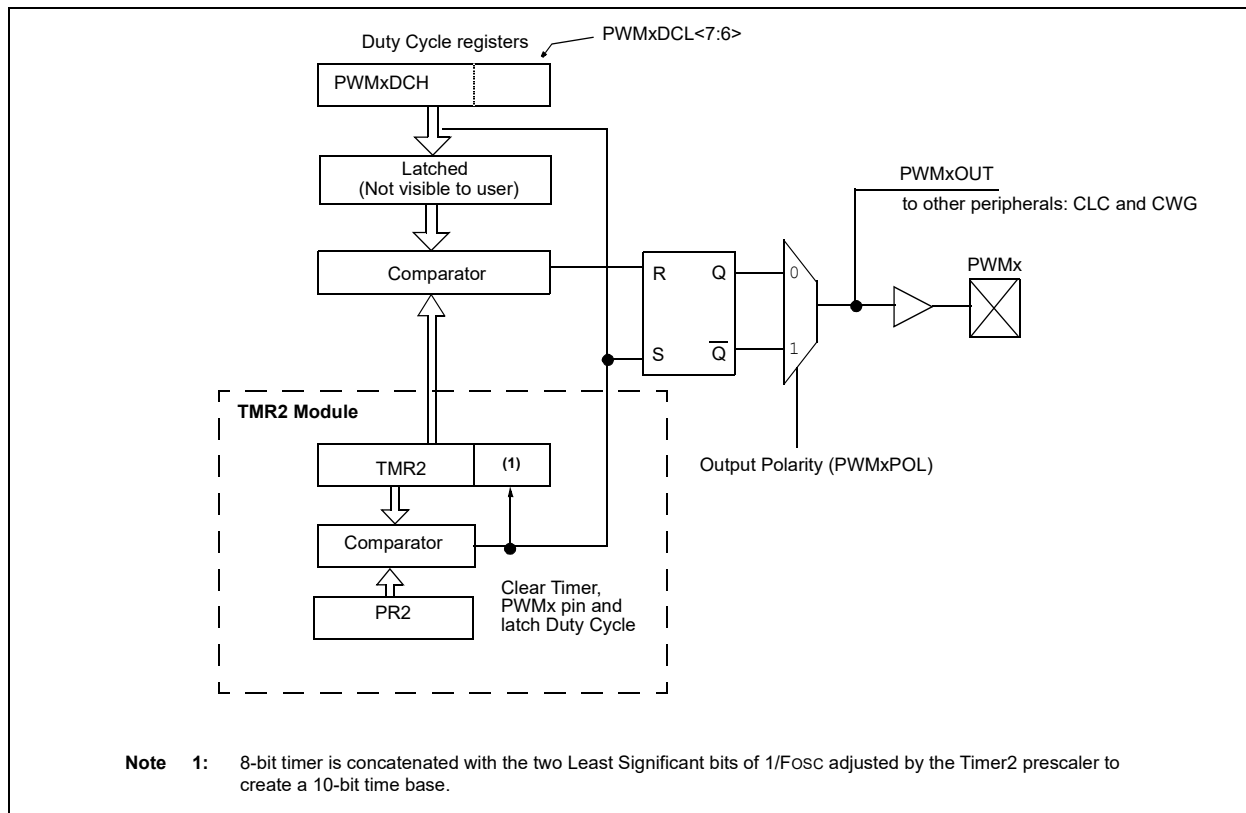 Duty Cycle registers
PWMxDCL<7:6>
PWMxDCH
Latched
(Not visible to user)
Comparator
R
Q
S
Q̅
0
1
PWMxOUT
to other peripherals: CLC and CWG
PWMx
Output Polarity (PWMxPOL)
TMR2 Module
TMR2
(1)
Comparator
PR2
Clear Timer,
PWMx pin and
latch Duty Cycle
Note 1: 8-bit timer is concatenated with the two Least Significant bits of 1/FOSC adjusted by the Timer2 prescaler to
create a 10-bit time base.